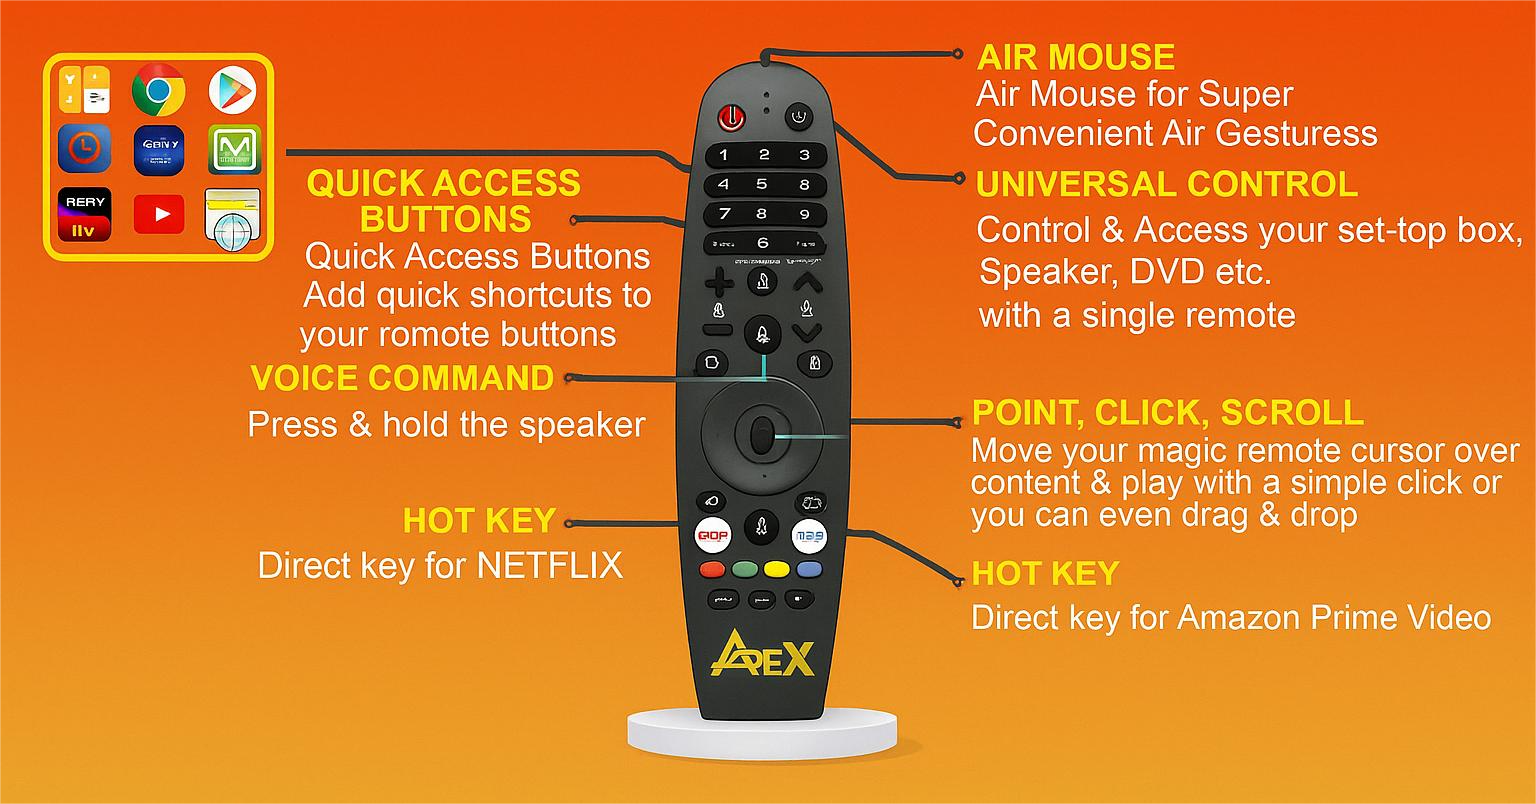 AIR MOUSE
Air Mouse for Super
Convenient Air Gesturess
UNIVERSAL CONTROL
Control & Access your set-top box,
Speaker, DVD etc.
with a single remote
POINT, CLICK, SCROLL
Move your magic remote cursor over
content & play with a simple click or
you can even drag & drop
HOT KEY
Direct key for Amazon Prime Video
QUICK ACCESS
BUTTONS
Quick Access Buttons
Add quick shortcuts to
your romote buttons
VOICE COMMAND
Press & hold the speaker
HOT KEY
Direct key for NETFLIX
RERY
llv
1 2 3
4 5 8
7 8 9
6
AREX